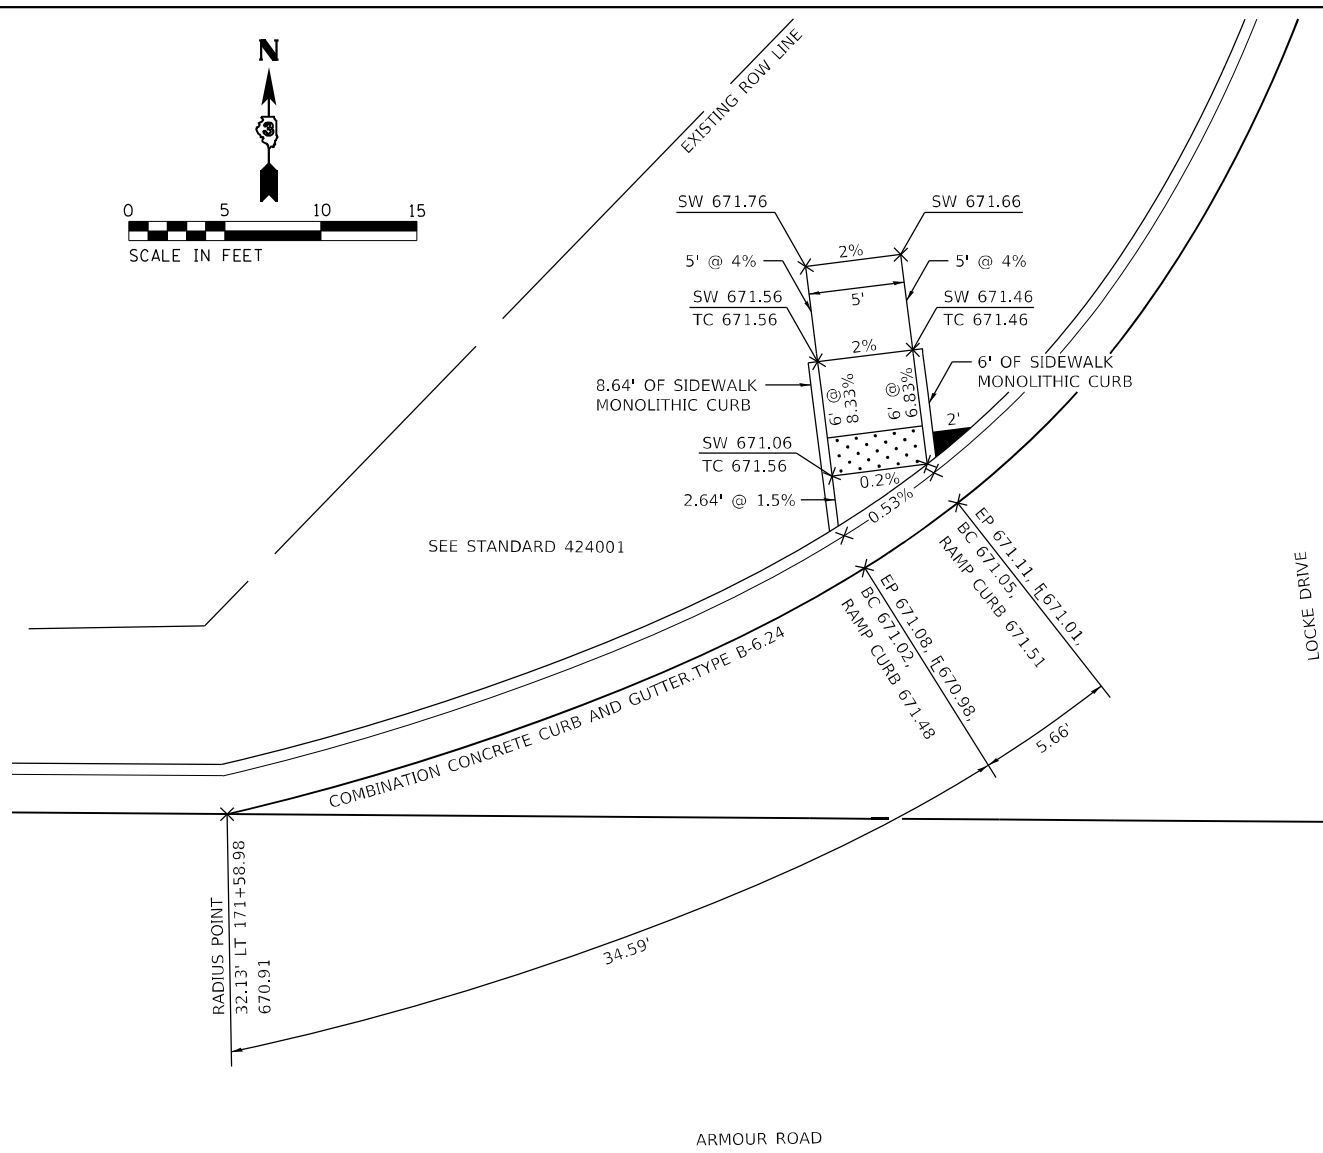 N
3
0 5 10 15
SCALE IN FEET
EXISTING ROW LINE
SW 671.76
SW 671.66
2%
5' @ 4%
5' @ 4%
5'
SW 671.56
TC 671.56
SW 671.46
TC 671.46
2%
8.64' OF SIDEWALK
MONOLITHIC CURB
6' OF SIDEWALK
MONOLITHIC CURB
6' @
8.33%
6' @
6.83%
2'
SW 671.06
TC 671.56
0.2%
0.53%
2.64' @ 1.5%
SEE STANDARD 424001
EP 671.11, FL 671.01,
BC 671.05,
RAMP CURB 671.51
EP 671.08, FL 670.98,
BC 671.02,
RAMP CURB 671.48
LOCKE DRIVE
COMBINATION CONCRETE CURB AND GUTTER.TYPE B-6.24
5.66'
34.59'
RADIUS POINT
32.13' LT 171+58.98
670.91
ARMOUR ROAD